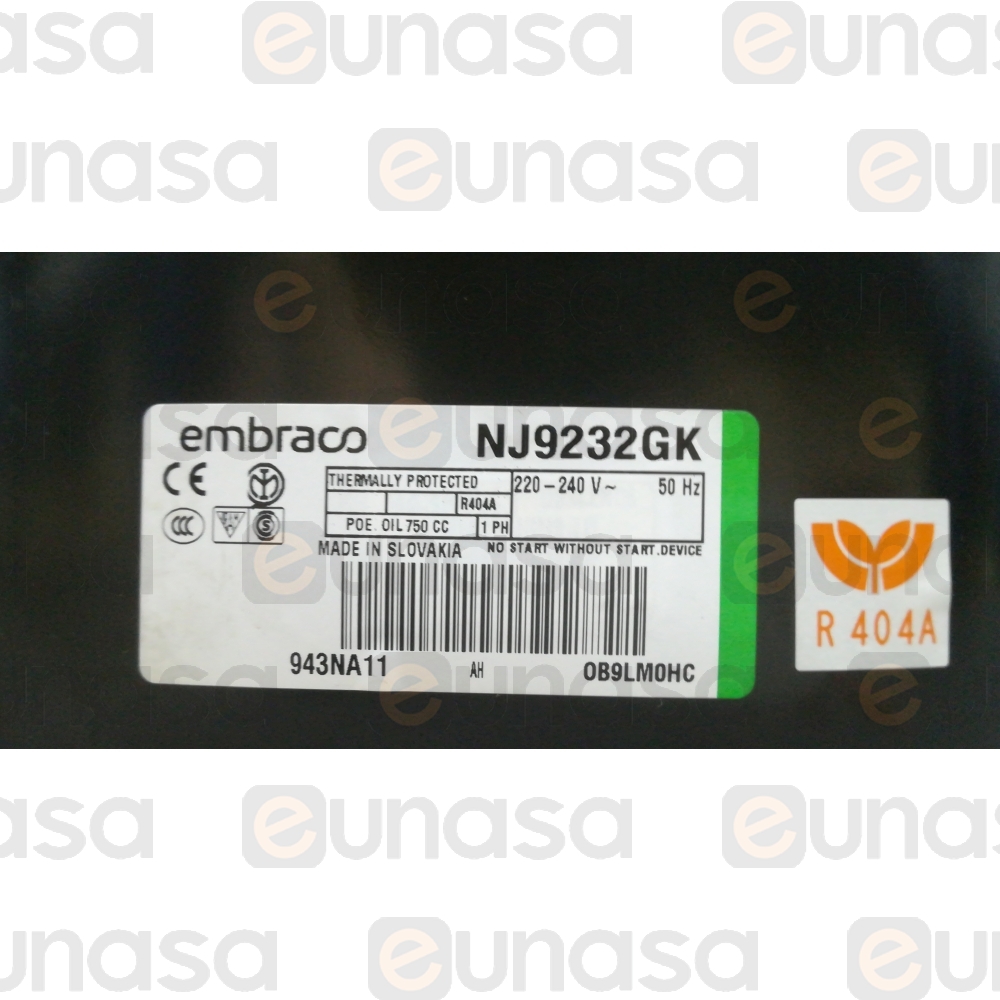 eunasa
embraco NJ9232GK
CE
THERMALLY PROTECTED 220-240 V~ 50 Hz
R404A
CCC S
POE. OIL 750 CC 1 PH
MADE IN SLOVAKIA NO START WITHOUT START.DEVICE
943NA11 AH OB9LM0HC
R 404A